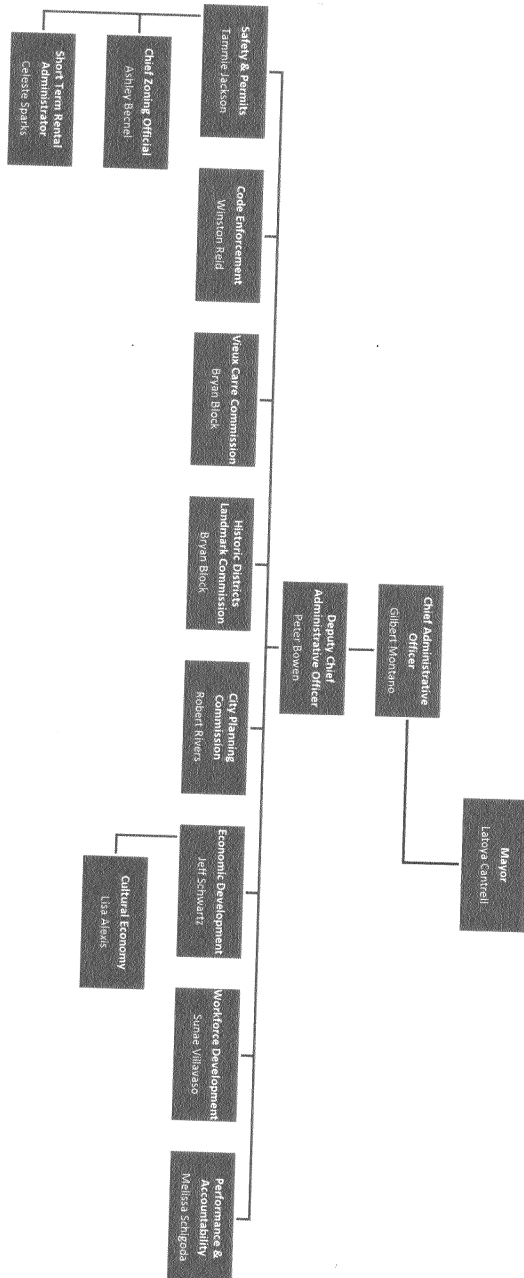 Mayor
Latoya Cantrell
Chief Administrative
Officer
Gilbert Montano
Deputy Chief
Administrative Officer
Peter Bowen
Safety & Permits
Tammie Jackson
Code Enforcement
Winston Reid
Vieux Carre Commission
Bryan Block
Historic Districts
Landmark Commission
Bryan Block
City Planning
Commission
Robert Rivers
Economic Development
Jeff Schwartz
Workforce Development
Sunae Villavaso
Performance &
Accountability
Melissa Schigoda
Chief Zoning Official
Ashley Becnel
Short Term Rental
Administrator
Celeste Sparks
Cultural Economy
Lisa Alexis